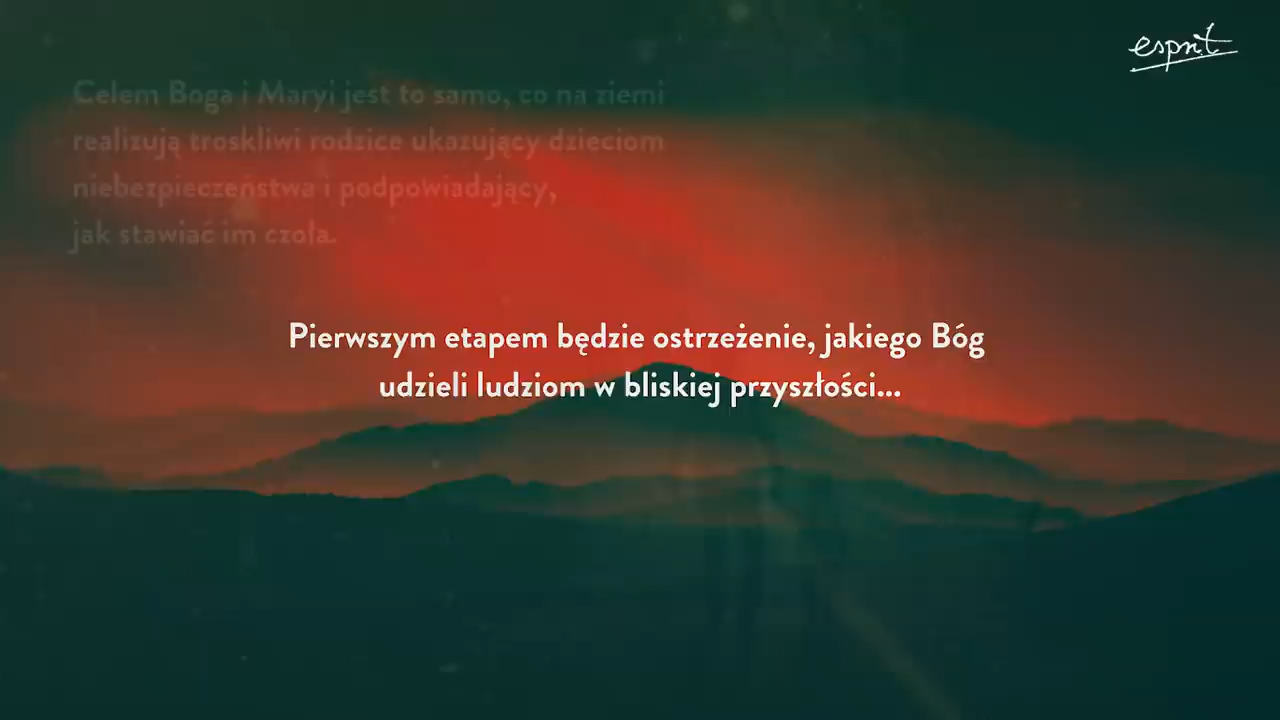 esprit
Celem Boga i Maryi jest to samo, co na ziemi
realizują troskliwi rodzice ukazujący dzieciom
niebezpieczeństwa i podpowiadający,
jak stawiać im czoła.
Pierwszym etapem będzie ostrzeżenie, jakiego Bóg
udzieli ludziom w bliskiej przyszłości...